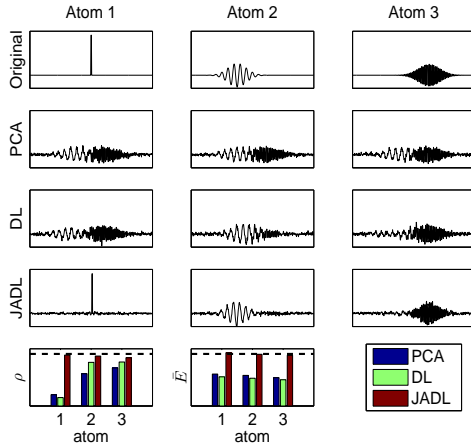 Atom 1 Atom 2 Atom 3
Original
PCA
DL
JADL
ρ
1 2 3
atom
Ē
1 2 3
atom
PCA
DL
JADL